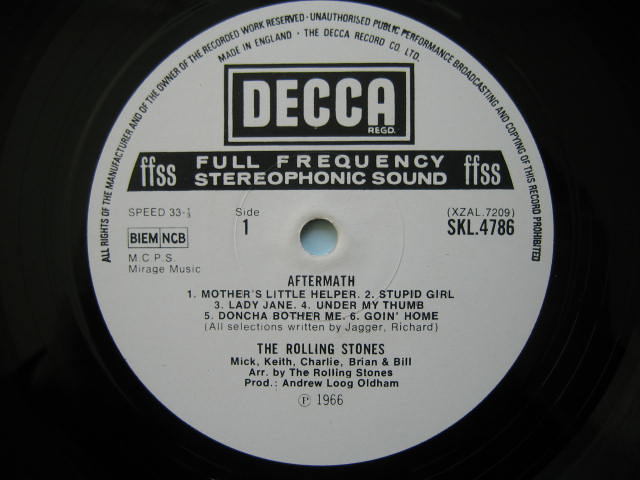 ALL RIGHTS OF THE MANUFACTURER AND OF THE OWNER OF THE RECORDED WORK RESERVED · UNAUTHORISED PUBLIC PERFORMANCE BROADCASTING AND COPYING OF THIS RECORD PROHIBITED
MADE IN ENGLAND · THE DECCA RECORD CO. LTD.
DECCA
REGD.
ffss FULL FREQUENCY STEREOPHONIC SOUND ffss
SPEED 33-⅓ Side 1 (XZAL.7209)
SKL.4786
BIEM NCB
M.C.P.S.
Mirage Music
AFTERMATH
1. MOTHER'S LITTLE HELPER. 2. STUPID GIRL
3. LADY JANE. 4. UNDER MY THUMB
5. DONCHA BOTHER ME. 6. GOIN' HOME
(All selections written by Jagger, Richard)
THE ROLLING STONES
Mick, Keith, Charlie, Brian & Bill
Arr. by The Rolling Stones
Prod.: Andrew Loog Oldham
Ⓟ 1966